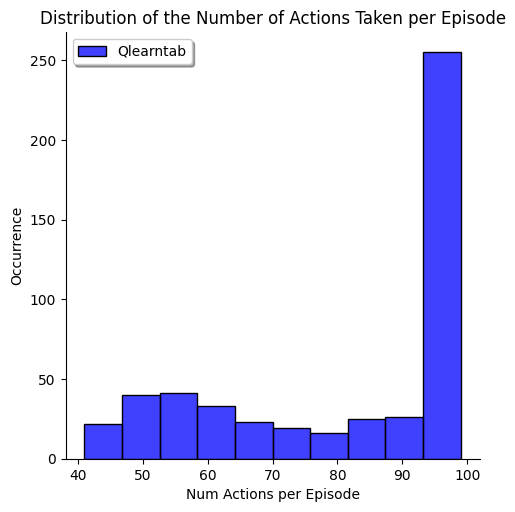 Distribution of the Number of Actions Taken per Episode
Qlearntab
250
200
150
100
50
0
Occurrence
40 50 60 70 80 90 100
Num Actions per Episode